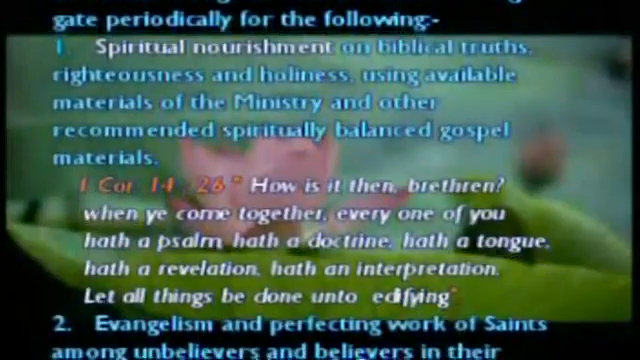 gate periodically for the following:-
1. Spiritual nourishment on biblical truths,
righteousness and holiness, using available
materials of the Ministry and other
recommended spiritually balanced gospel
materials.
1 Cor. 14 : 26 " How is it then, brethren?
when ye come together, every one of you
hath a psalm, hath a doctrine, hath a tongue,
hath a revelation, hath an interpretation.
Let all things be done unto edifying".
2. Evangelism and perfecting work of Saints
among unbelievers and believers in their